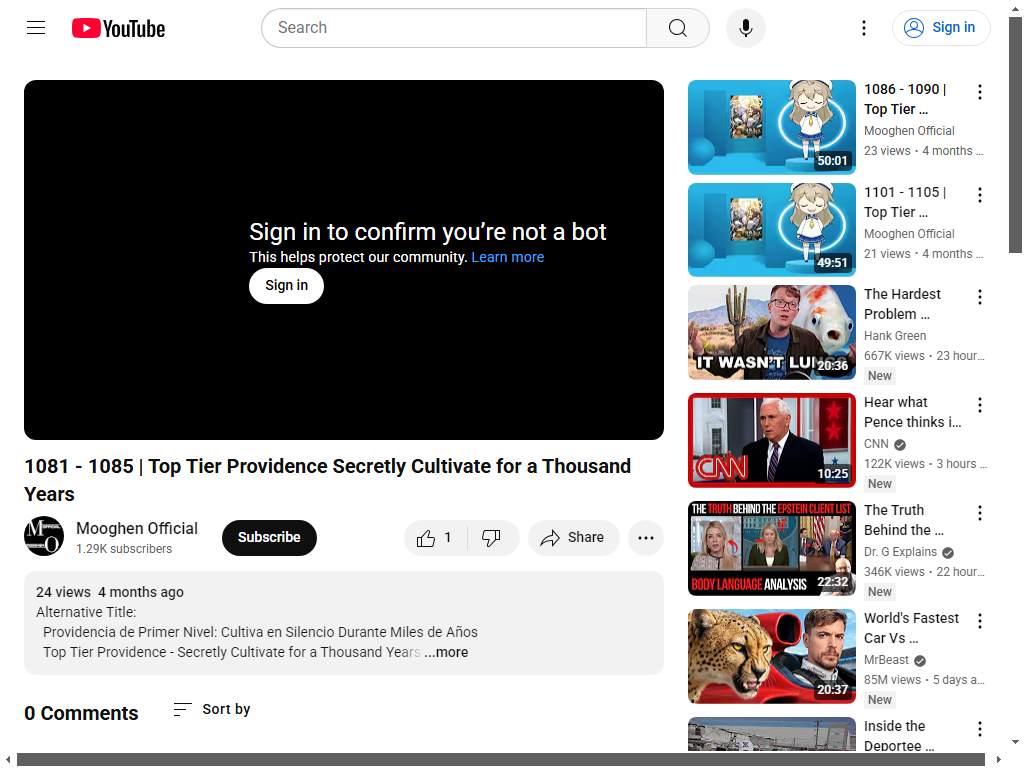 YouTube
Search
Sign in
Sign in to confirm you’re not a bot
This helps protect our community. Learn more
Sign in
1081 - 1085 | Top Tier Providence Secretly Cultivate for a Thousand
Years
Mooghen Official
1.29K subscribers
Subscribe
1
Share
24 views 4 months ago
Alternative Title:
Providencia de Primer Nivel: Cultiva en Silencio Durante Miles de Años
Top Tier Providence - Secretly Cultivate for a Thousand Years ...more
0 Comments
Sort by
50:01
1086 - 1090 |
Top Tier ...
Mooghen Official
23 views • 4 months ...
49:51
1101 - 1105 |
Top Tier ...
Mooghen Official
21 views • 4 months ...
IT WASN'T
20:36
The Hardest
Problem ...
Hank Green
667K views • 23 hour...
New
CNN
10:25
Hear what
Pence thinks i...
CNN
122K views • 3 hours ...
New
THE TRUTH BEHIND THE EPSTEIN CLIENT LIST
BODY LANGUAGE ANALYSIS
22:32
The Truth
Behind the ...
Dr. G Explains
346K views • 22 hour...
New
20:37
World's Fastest
Car Vs ...
MrBeast
85M views • 5 days a...
New
Inside the
Deportee ...